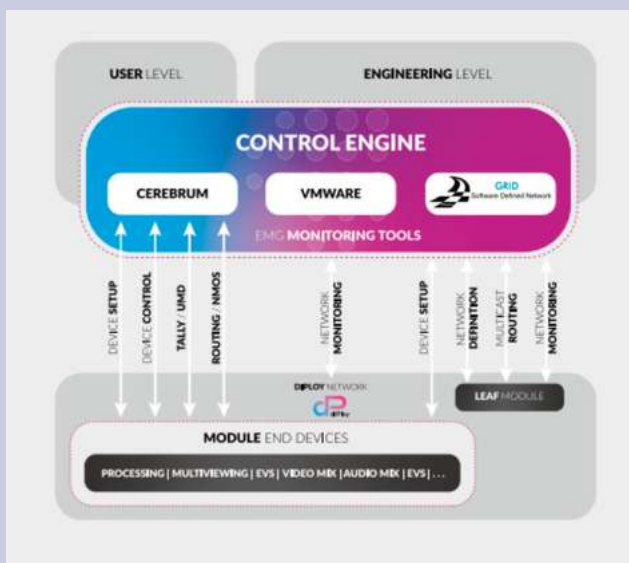 USER LEVEL
ENGINEERING LEVEL
CONTROL ENGINE
CEREBRUM
VMWARE
GRID
Software Defined Network
EMG MONITORING TOOLS
DEVICE SETUP
DEVICE CONTROL
TALLY / UMD
ROUTING / NMOS
NETWORK
MONITORING
DEVICE SETUP
NETWORK
DEFINITION
MULTICAST
ROUTING
NETWORK
MONITORING
DIPLOY NETWORK
dP
diPloy
LEAF MODULE
MODULE END DEVICES
PROCESSING | MULTIVIEWING | EVS | VIDEO MIX | AUDIO MIX | EVS | . . .